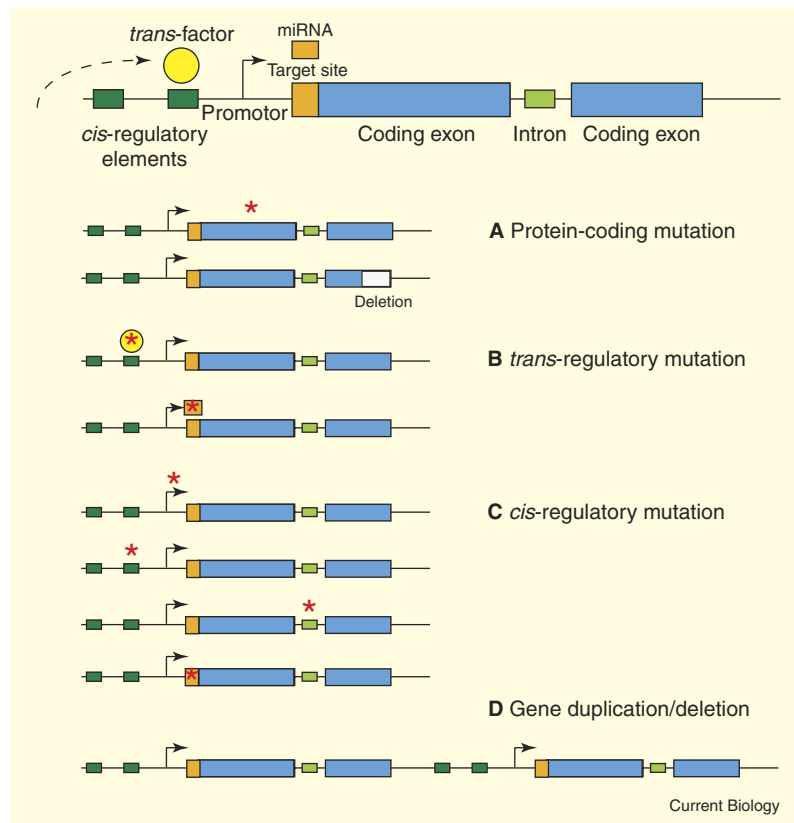 trans-factor
miRNA
Target site
Promotor
cis-regulatory
elements
Coding exon
Intron
Coding exon
*
A Protein-coding mutation
Deletion
*
B trans-regulatory mutation
*
*
C cis-regulatory mutation
*
*
*
D Gene duplication/deletion
Current Biology